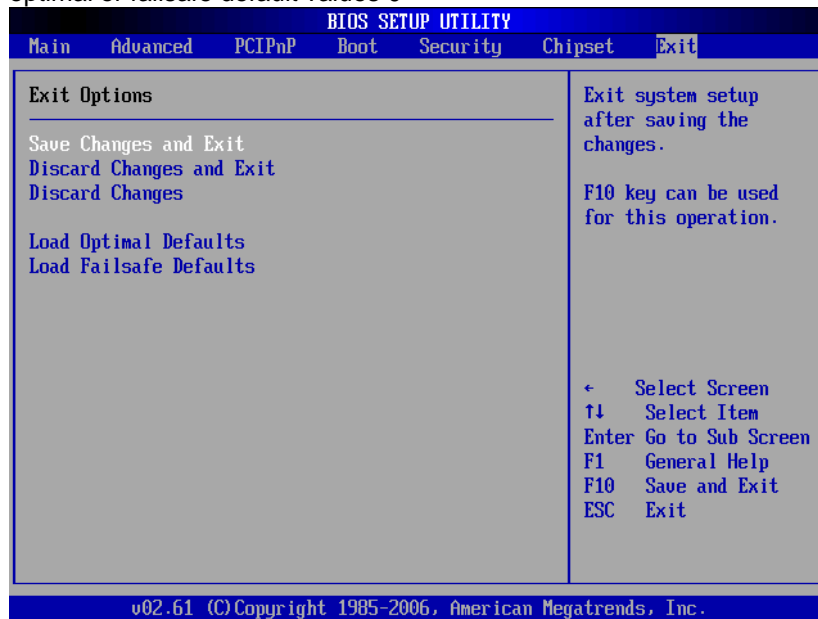 BIOS SETUP UTILITY
Main Advanced PCIPnP Boot Security Chipset Exit
Exit Options
Save Changes and Exit
Discard Changes and Exit
Discard Changes
Load Optimal Defaults
Load Failsafe Defaults
Exit system setup
after saving the
changes.
F10 key can be used
for this operation.
← Select Screen
↑↓ Select Item
Enter Go to Sub Screen
F1 General Help
F10 Save and Exit
ESC Exit
v02.61 (C)Copyright 1985-2006, American Megatrends, Inc.